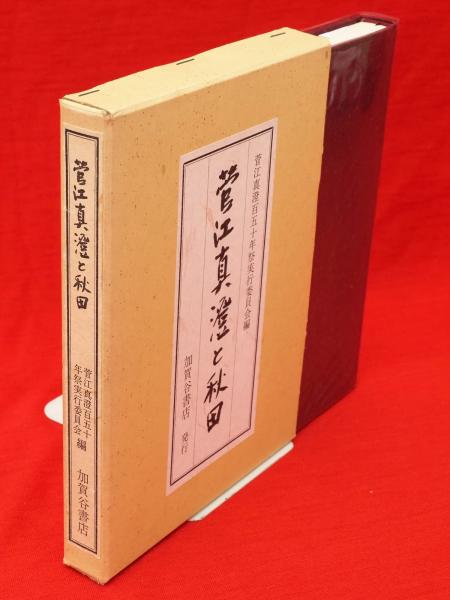 菅江真澄百五十年祭実行委員会編
菅江真澄と秋田
加賀谷書店 発行
菅江真澄と秋田
菅江真澄百五十
年祭実行委員会 編
加賀谷書店